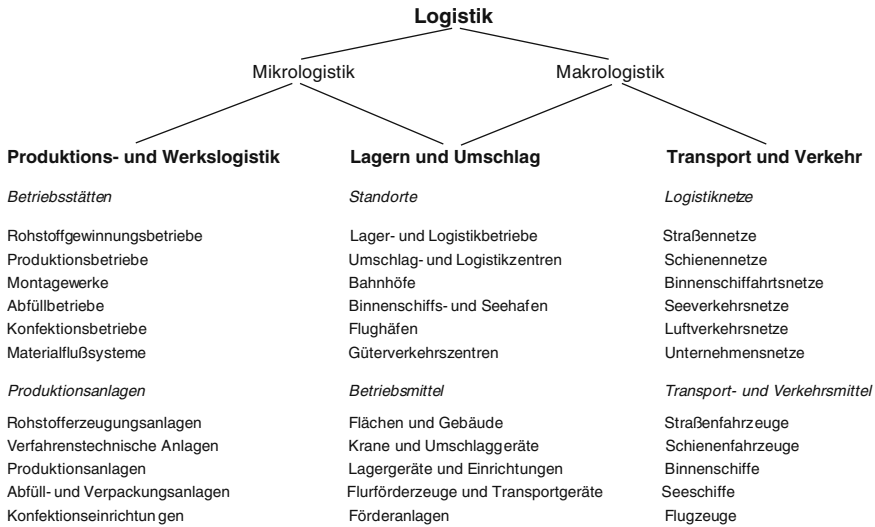 Logistik
Mikrologistik Makrologistik
Produktions- und Werkslogistik Lagern und Umschlag Transport und Verkehr
Betriebsstätten Standorte Logistiknetze
Rohstoffgewinnungsbetriebe Lager- und Logistikbetriebe Straßennetze
Produktionsbetriebe Umschlag- und Logistikzentren Schienennetze
Montagewerke Bahnhöfe Binnenschiffahrtsnetze
Abfüllbetriebe Binnenschiffs- und Seehafen Seeverkehrsnetze
Konfektionsbetriebe Flughäfen Luftverkehrsnetze
Materialflußsysteme Güterverkehrszentren Unternehmensnetze
Produktionsanlagen Betriebsmittel Transport- und Verkehrsmittel
Rohstofferzeugungsanlagen Flächen und Gebäude Straßenfahrzeuge
Verfahrenstechnische Anlagen Krane und Umschlaggeräte Schienenfahrzeuge
Produktionsanlagen Lagergeräte und Einrichtungen Binnenschiffe
Abfüll- und Verpackungsanlagen Flurförderzeuge und Transportgeräte Seeschiffe
Konfektionseinrichtungen Förderanlagen Flugzeuge